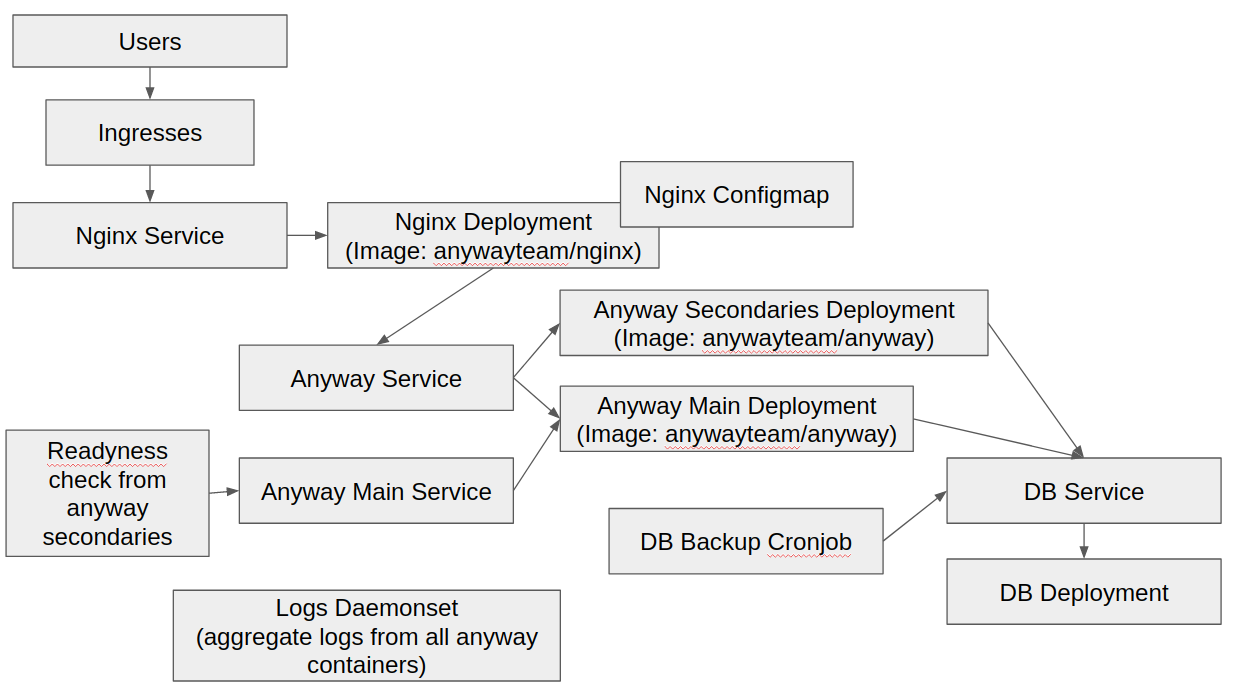 Users
Ingresses
Nginx Service
Nginx Deployment
(Image: anywayteam/nginx)
Nginx Configmap
Anyway Secondaries Deployment
(Image: anywayteam/anyway)
Anyway Service
Anyway Main Deployment
(Image: anywayteam/anyway)
Readyness
check from
anyway
secondaries
Anyway Main Service
DB Service
DB Backup Cronjob
DB Deployment
Logs Daemonset
(aggregate logs from all anyway
containers)